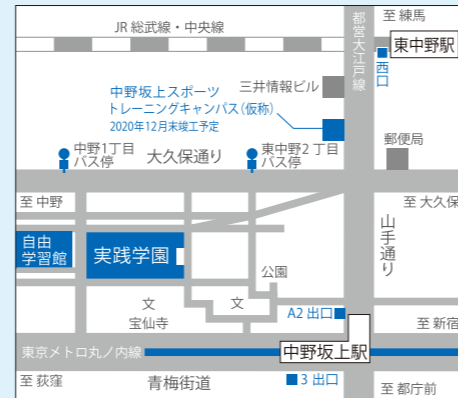 至 練馬
JR 総武線・中央線
都営大江戸線
東中野駅
西口
三井情報ビル
中野坂上スポーツ
トレーニングキャンパス(仮称)
2020年12月末竣工予定
郵便局
中野1丁目
バス停
大久保通り
東中野2 丁目
バス停
至 中野
至 大久保
山手通り
自由
学習館
実践学園
公園
文
宝仙寺
文
A2 出口
至 新宿
東京メトロ丸ノ内線
中野坂上駅
至 荻窪
青梅街道
3 出口
至 都庁前